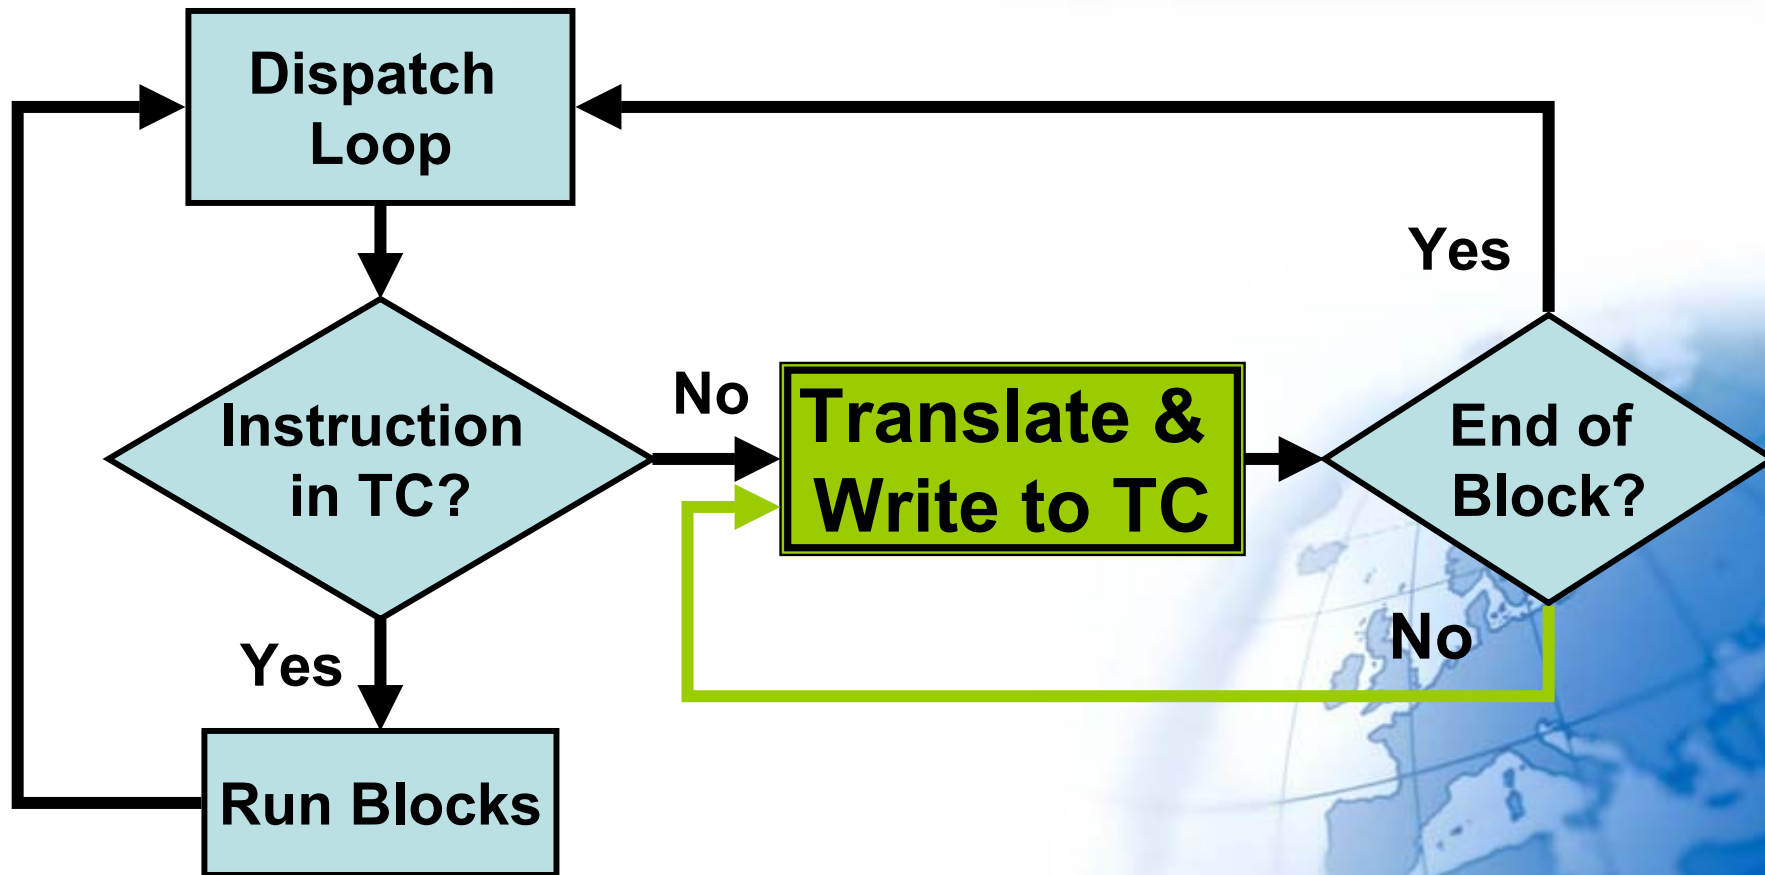 Dispatch
Loop
Yes
Instruction
in TC?
No
Translate &
Write to TC
End of
Block?
Yes
No
Run Blocks